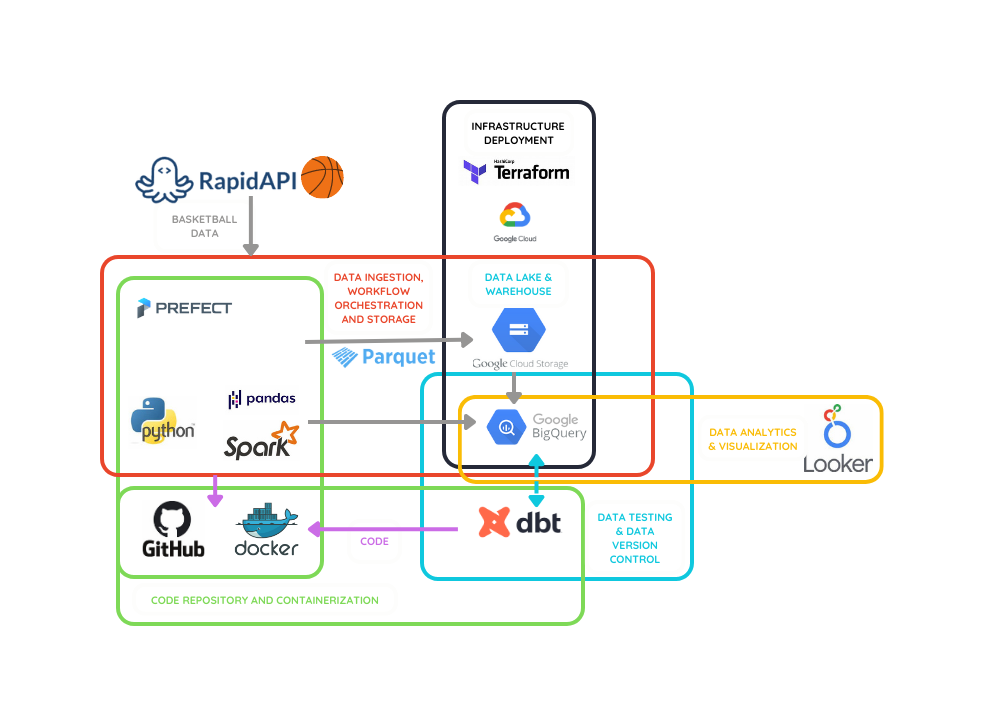 INFRASTRUCTURE
DEPLOYMENT
HashiCorp
Terraform
Google Cloud
RapidAPI
BASKETBALL
DATA
DATA INGESTION,
WORKFLOW
ORCHESTRATION
AND STORAGE
DATA LAKE &
WAREHOUSE
PREFECT
Parquet
Google Cloud Storage
pandas
python
Spark
Google
BigQuery
DATA ANALYTICS
& VISUALIZATION
Looker
GitHub
docker
CODE
dbt
DATA TESTING
& DATA
VERSION
CONTROL
CODE REPOSITORY AND CONTAINERIZATION